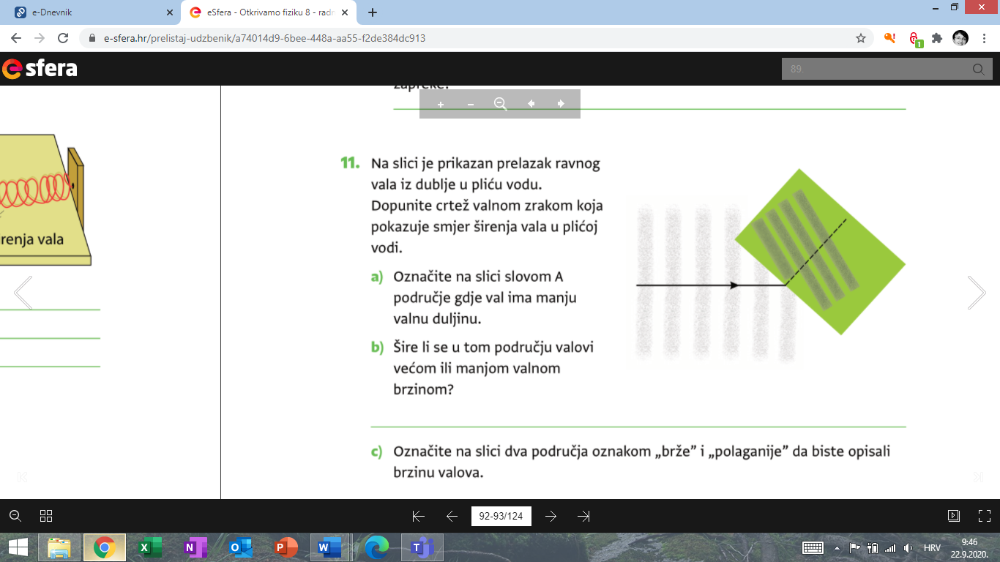 e-Dnevnik
eSfera - Otkrivamo fiziku 8 - radn
e-sfera.hr/prelistaj-udzbenik/a74014d9-6bee-448a-aa55-f2de384dc913
1
e sfera
89.
zapreke?
renja vala
11. Na slici je prikazan prelazak ravnog
vala iz dublje u pliću vodu.
Dopunite crtež valnom zrakom koja
pokazuje smjer širenja vala u plićoj
vodi.
a) Označite na slici slovom A
područje gdje val ima manju
valnu duljinu.
b) Šire li se u tom području valovi
većom ili manjom valnom
brzinom?
c) Označite na slici dva područja oznakom „brže” i „polaganije” da biste opisali
brzinu valova.
92-93/124
HRV
9:46
22.9.2020.